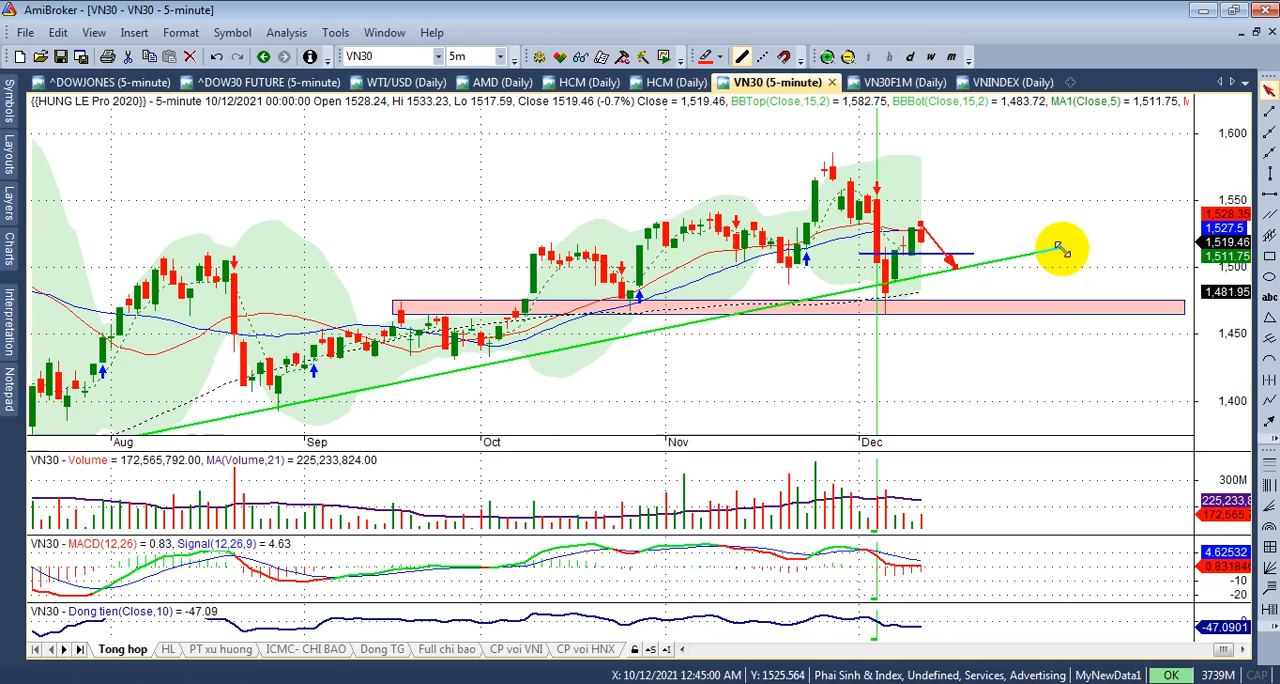 AmiBroker - [VN30 - VN30 - 5-minute]
File Edit View Insert Format Symbol Analysis Tools Window Help
VN30 5m i h d w m
^DOWJONES (5-minute) ^DOW30 FUTURE (5-minute) WTI/USD (Daily) AMD (Daily) HCM (Daily) HCM (Daily) VN30 (5-minute) VN30F1M (Daily) VNINDEX (Daily)
Symbols
Layouts
Layers
Charts
Interpretation
Notepad
{{HUNG LE Pro 2020}} - 5-minute 10/12/2021 00:00:00 Open 1528.24, Hi 1533.23, Lo 1517.59, Close 1519.46 (-0.7%) Close = 1,519.46, BBTop(Close,15,2) = 1,582.75, BBBot(Close,15,2) = 1,483.72, MA1(Close,5) = 1,511.75,
1,600
1,550
1,528.35
1,527.5
1,519.46
1,511.75
1,500
1,481.95
1,450
1,400
Aug Sep Oct Nov Dec
abc
VN30 - Volume = 172,565,792.00, MA(Volume,21) = 225,233,824.00
300M
225,233,8
172,565,7
VN30 - MACD(12,26) = 0.83, Signal(12,26,9) = 4.63
4.62532
0.831846
-10
-20
VN30 - Dong tien(Close,10) = -47.09
-47.0901
Tong hop HL PT xu huong ICMC- CHI BAO Dong TG Full chi bao CP voi VNI CP voi HNX
X: 10/12/2021 12:45:00 AM Y: 1525.564 Phai Sinh & Index, Undefined, Services, Advertising MyNewData1 OK 3739M CAP